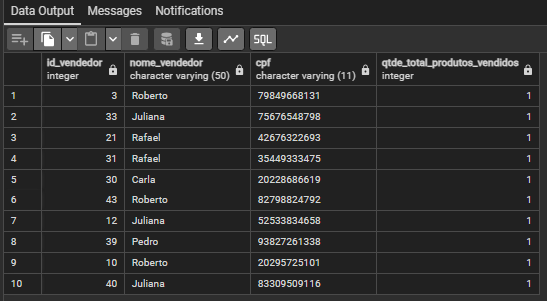 Data Output Messages Notifications
SQL
id_vendedor nome_vendedor cpf qtde_total_produtos_vendidos
integer character varying (50) character varying (11) integer
1 3 Roberto 79849668131 1
2 33 Juliana 75676548798 1
3 21 Rafael 42676322693 1
4 31 Rafael 35449333475 1
5 30 Carla 20228686619 1
6 43 Roberto 82798824792 1
7 12 Juliana 52533834658 1
8 39 Pedro 93827261338 1
9 10 Roberto 20295725101 1
10 40 Juliana 83309509116 1